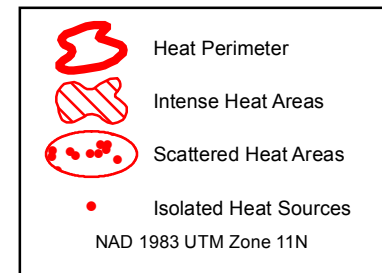 Heat Perimeter
Intense Heat Areas
Scattered Heat Areas
Isolated Heat Sources
NAD 1983 UTM Zone 11N